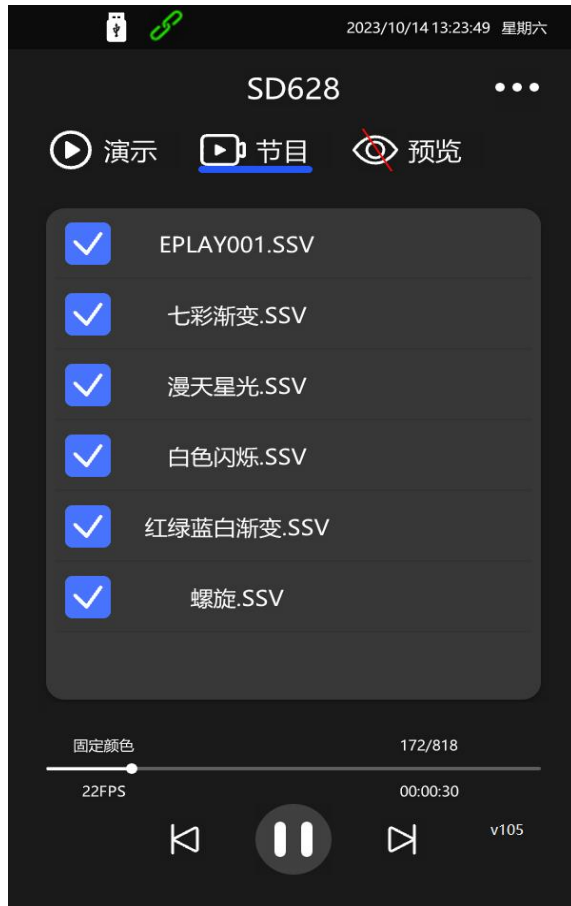 2023/10/14 13:23:49 星期六
SD628
演示 节目 预览
EPLAY001.SSV
七彩渐变.SSV
漫天星光.SSV
白色闪烁.SSV
红绿蓝白渐变.SSV
螺旋.SSV
固定颜色 172/818
22FPS 00:00:30
v105